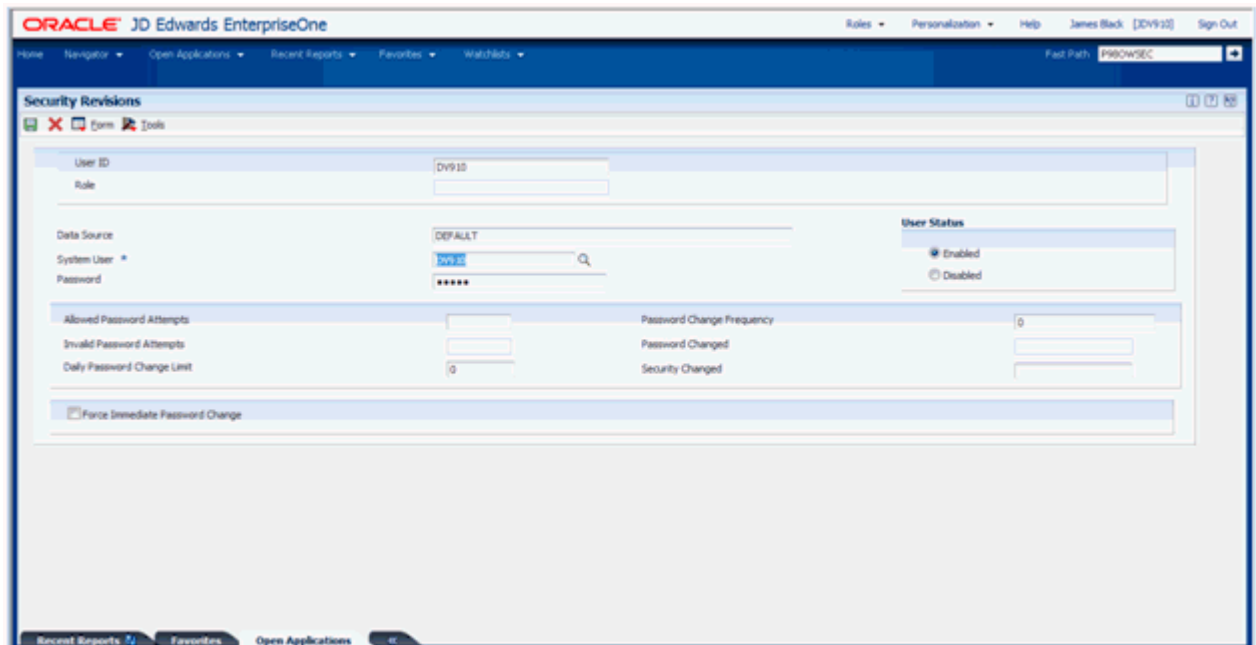 ORACLE JD Edwards EnterpriseOne Roles Personalization Help James Black [JDV910] Sign Out
Home Navigator Open Applications Recent Reports Favorites Watchlists Fast Path P98OWSEC
Security Revisions
Form Tools
User ID DV910
Role
User Status
Data Source DEFAULT
Enabled
System User * DV910
Disabled
Password •••••
Allowed Password Attempts Password Change Frequency 0
Invalid Password Attempts Password Changed
Daily Password Change Limit 0 Security Changed
Force Immediate Password Change
Recent Reports Favorites Open Applications <<